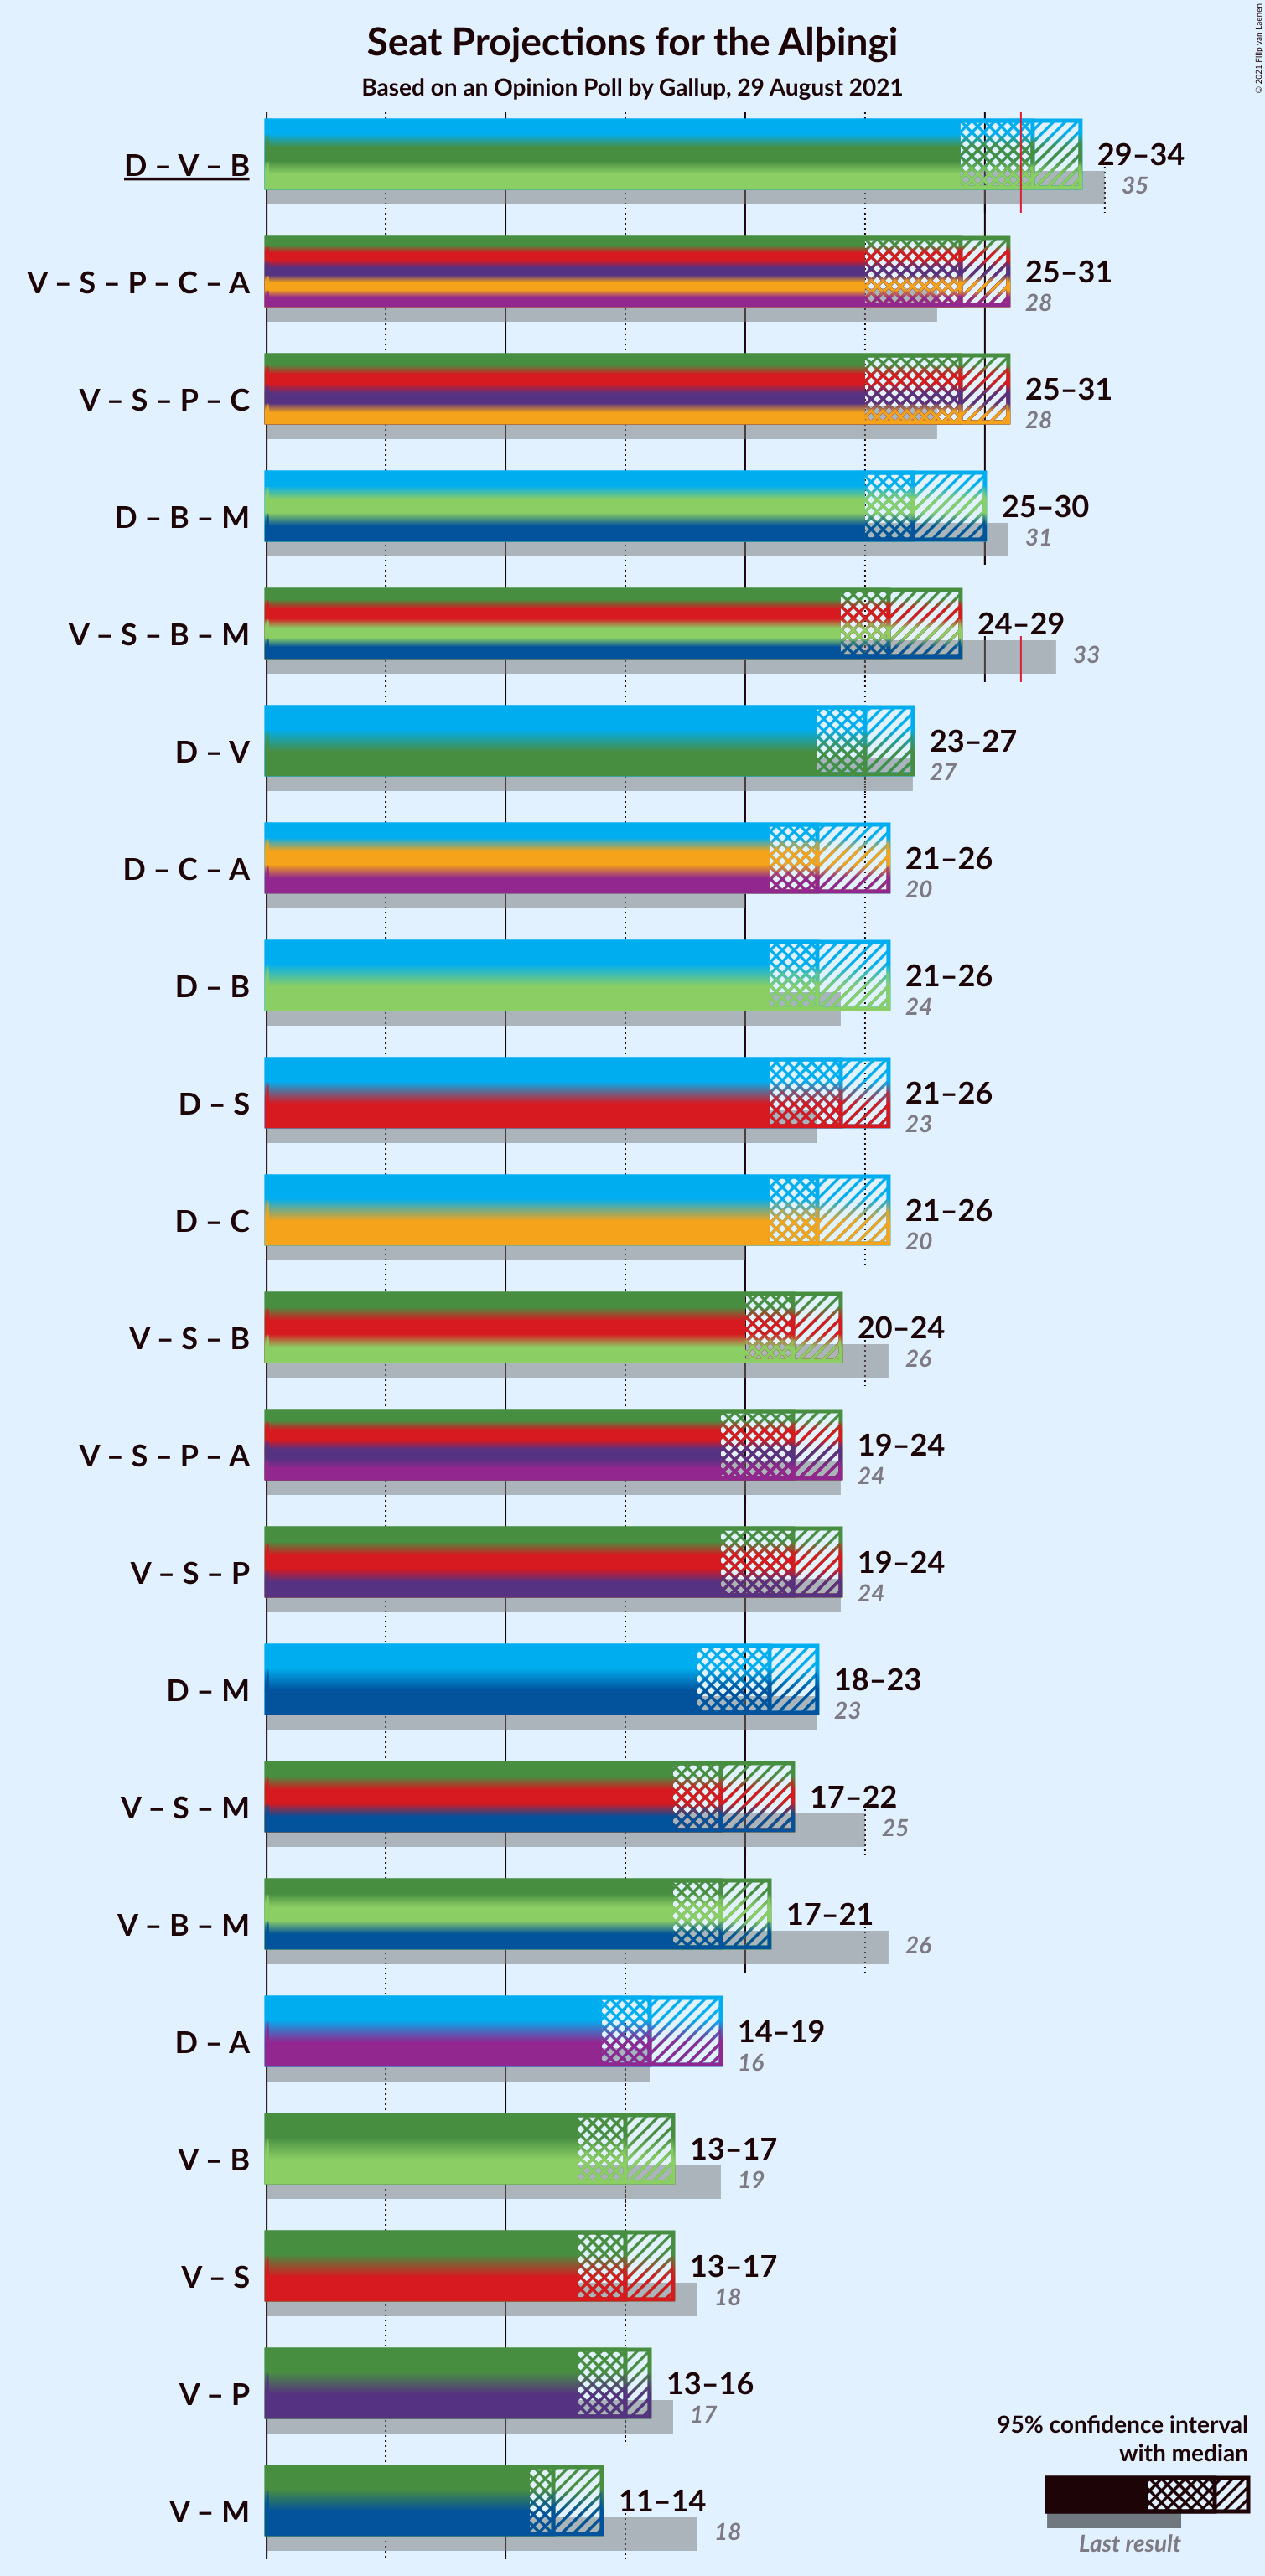 Seat Projections for the Alþingi
Based on an Opinion Poll by Gallup, 29 August 2021
© 2021 Filip van Laenen
D – V – B
29–34
35
V – S – P – C – A
25–31
28
V – S – P – C
25–31
28
D – B – M
25–30
31
V – S – B – M
24–29
33
D – V
23–27
27
D – C – A
21–26
20
D – B
21–26
24
D – S
21–26
23
D – C
21–26
20
V – S – B
20–24
26
V – S – P – A
19–24
24
V – S – P
19–24
24
D – M
18–23
23
V – S – M
17–22
25
V – B – M
17–21
26
D – A
14–19
16
V – B
13–17
19
V – S
13–17
18
V – P
13–16
17
V – M
11–14
18
95% confidence interval
with median
Last result